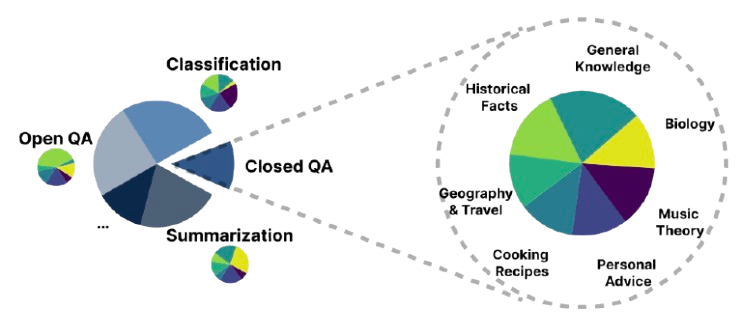 Classification
Open QA
Closed QA
...
Summarization
General
Knowledge
Historical
Facts
Biology
Geography
& Travel
Music
Theory
Cooking
Recipes
Personal
Advice